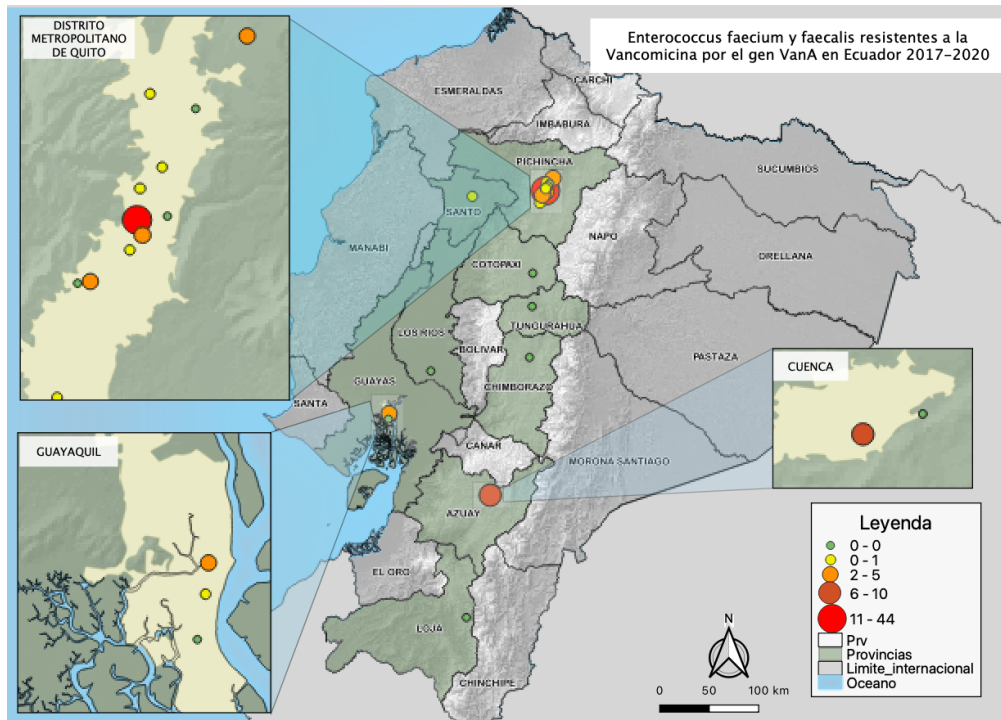 DISTRITO
METROPOLITANO
DE QUITO
Enterococcus faecium y faecalis resistentes a la
Vancomicina por el gen VanA en Ecuador 2017-2020
ESMERALDAS
CARCHI
IMBABURA
PICHINCHA
SUCUMBIOS
SANTO
NAPO
MANABI
COTOPAXI
ORELLANA
LOS RIOS
TUNGURAHUA
BOLIVAR
PASTAZA
GUAYAS
CHIMBORAZO
SANTA
CUENCA
GUAYAQUIL
CAÑAR
MORONA SANTIAGO
AZUAY
EL ORO
LOJA
CHINCHIPE
Leyenda
0 - 0
0 - 1
2 - 5
6 - 10
11 - 44
Prv
Provincias
Limite_internacional
Oceano
N
0 50 100 km